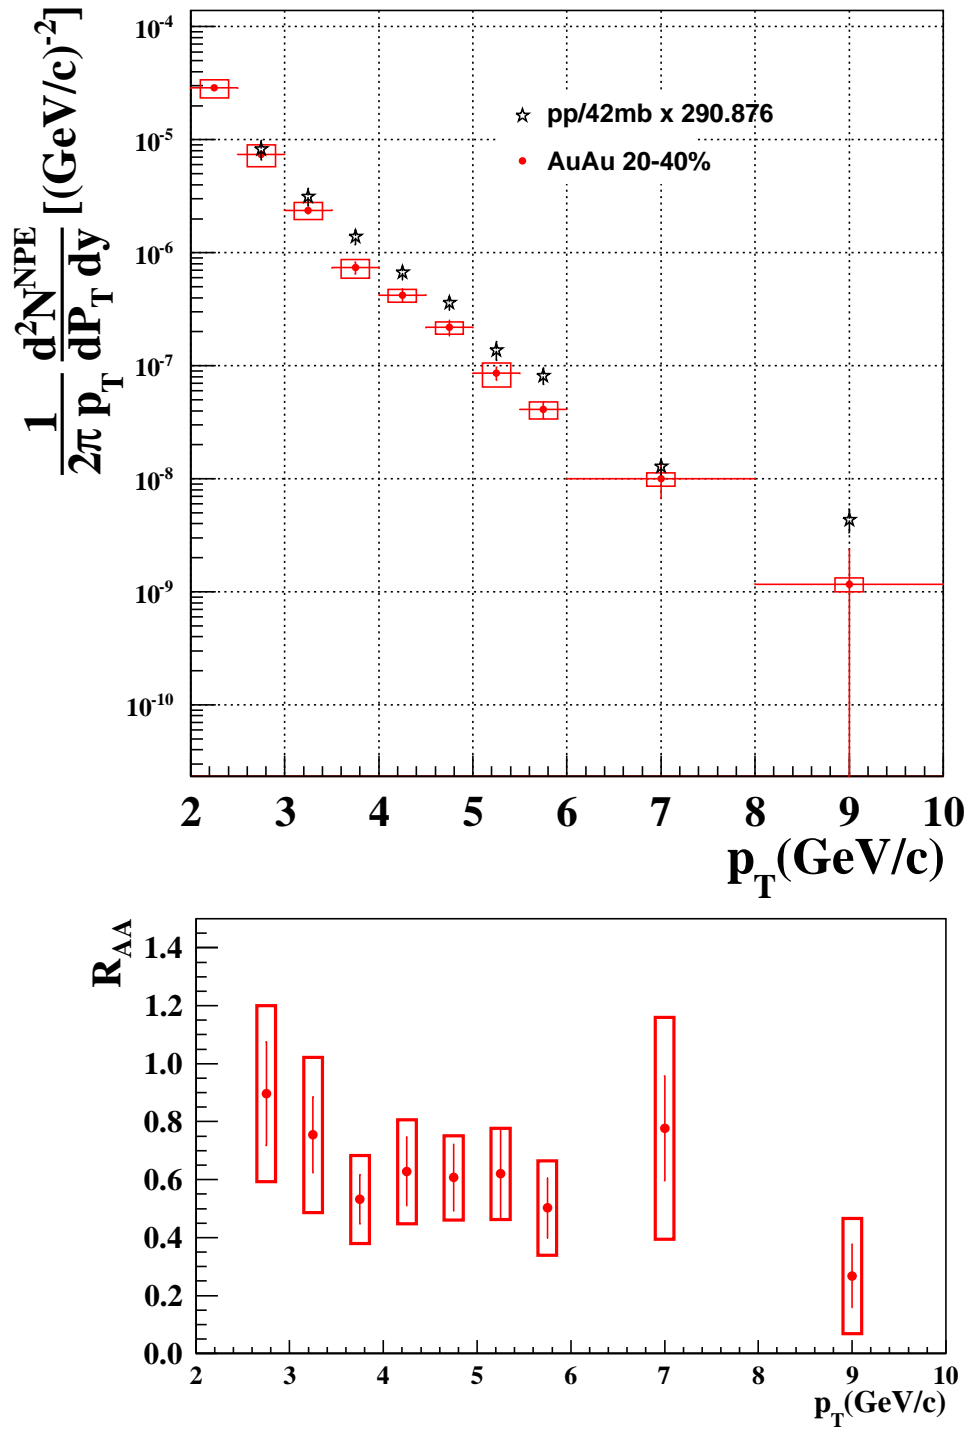 1/(2π p_T) d²N^NPE/(dP_T dy) [(GeV/c)⁻²]
10⁻⁴
10⁻⁵
10⁻⁶
10⁻⁷
10⁻⁸
10⁻⁹
10⁻¹⁰
pp/42mb x 290.876
AuAu 20-40%
2 3 4 5 6 7 8 9 10
p_T(GeV/c)
R_AA
1.4
1.2
1.0
0.8
0.6
0.4
0.2
0.0
2 3 4 5 6 7 8 9 10
p_T(GeV/c)